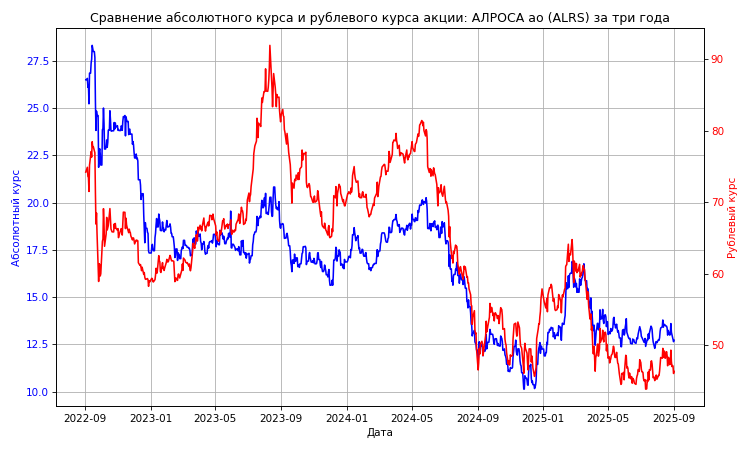 Сравнение абсолютного курса и рублевого курса акции: АЛРОСА ао (ALRS) за три года
27.5
25.0
22.5
20.0
17.5
15.0
12.5
10.0
Абсолютный курс
90
80
70
60
50
Рублевый курс
2022-09 2023-01 2023-05 2023-09 2024-01 2024-05 2024-09 2025-01 2025-05 2025-09
Дата